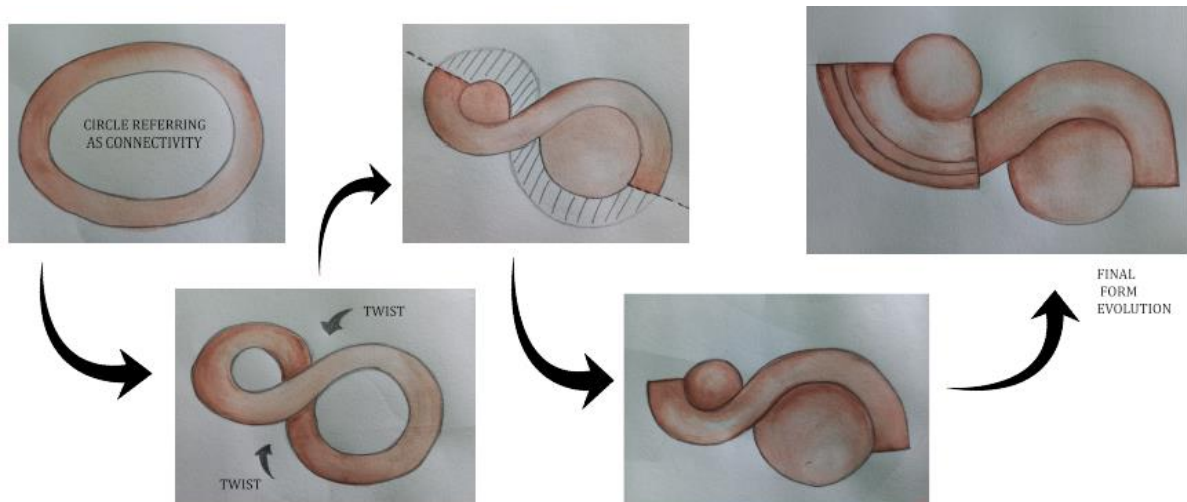 CIRCLE REFERRING
AS CONNECTIVITY
TWIST
TWIST
FINAL
FORM
EVOLUTION